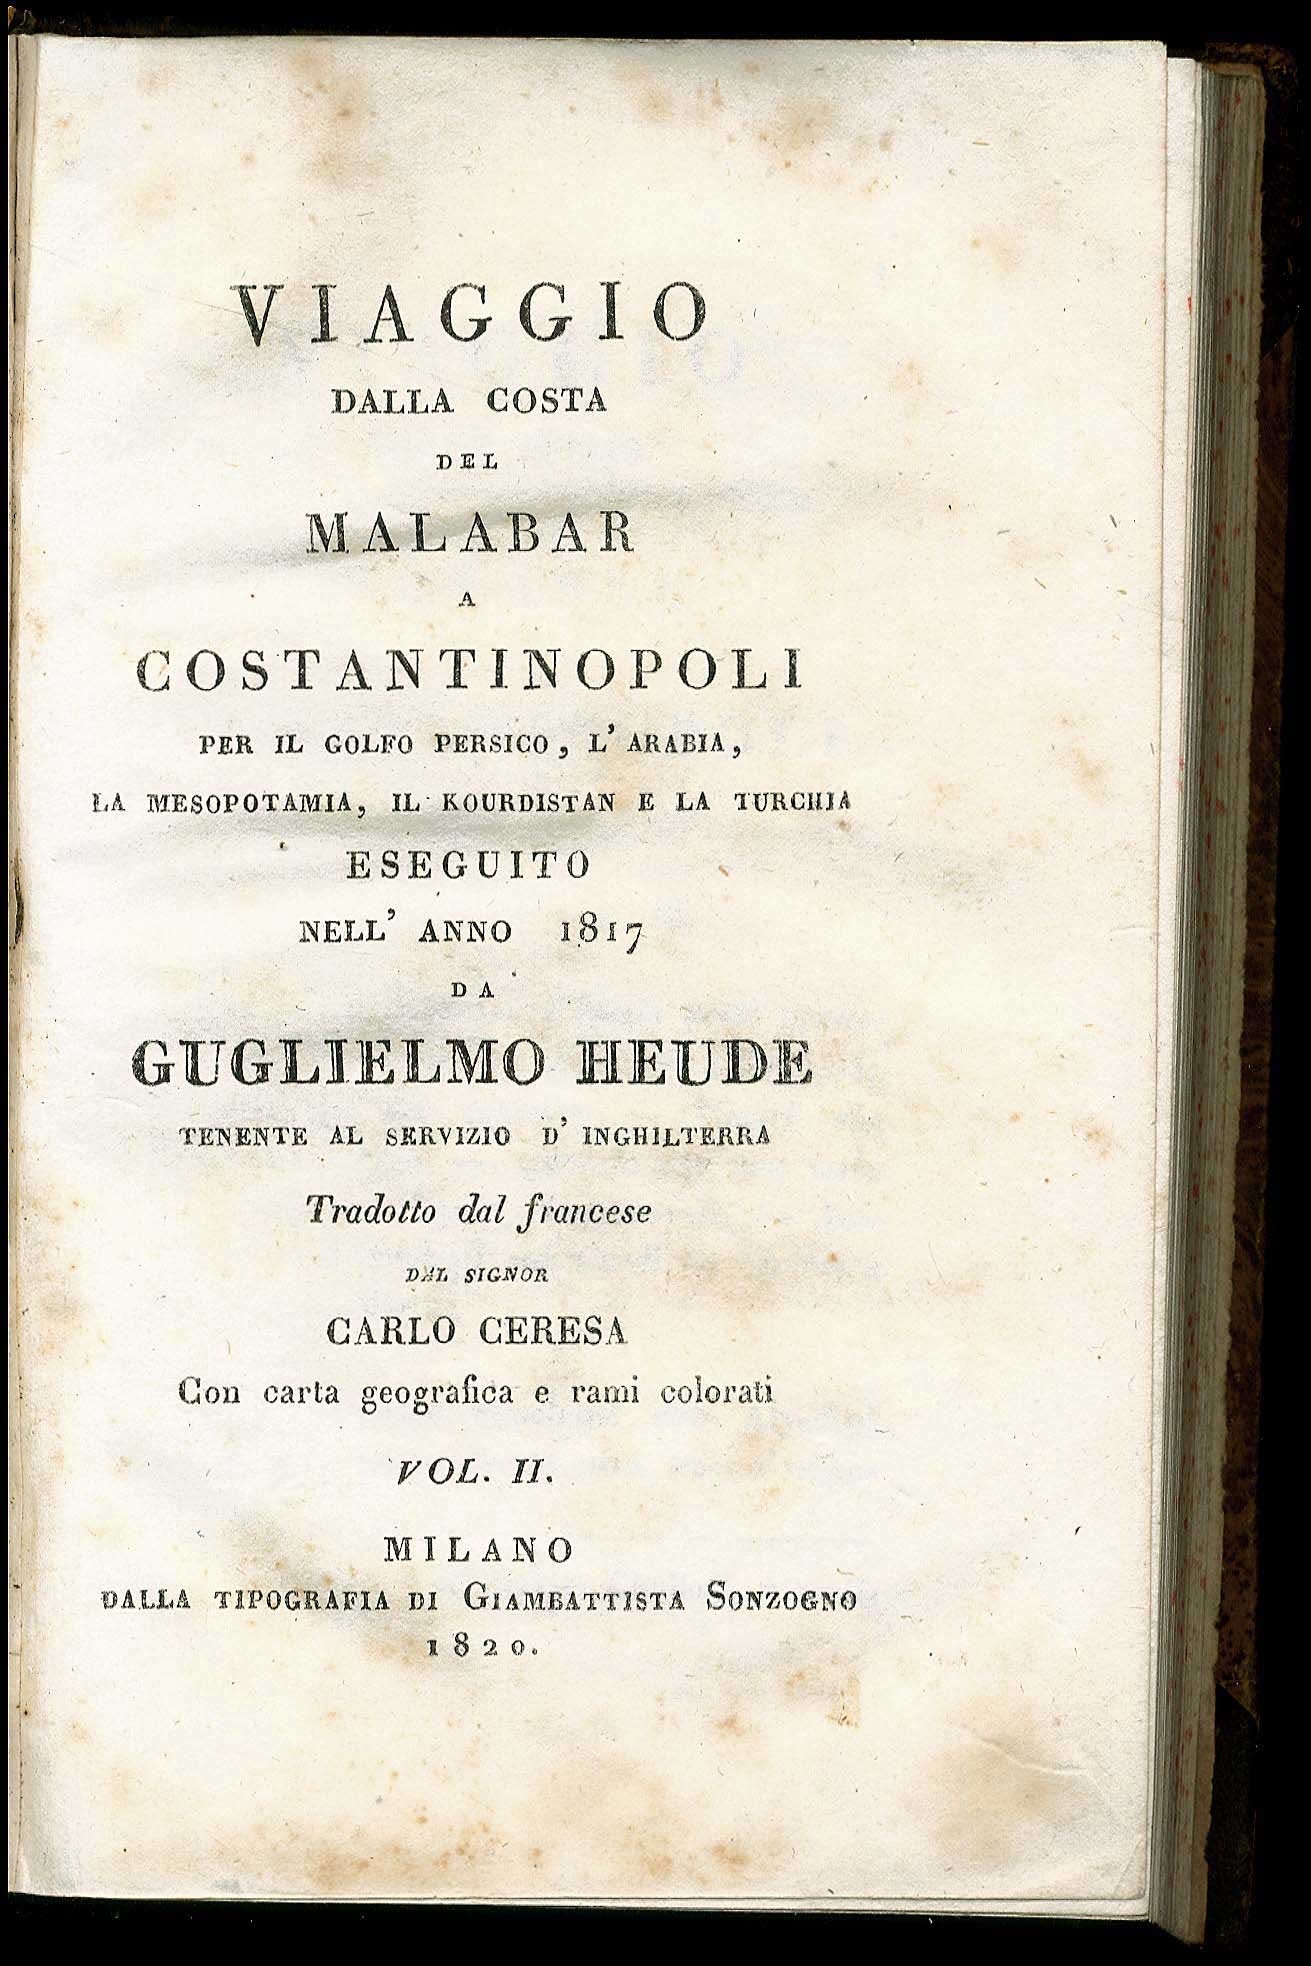 VIAGGIO
DALLA COSTA
DEL
MALABAR
A
COSTANTINOPOLI
PER IL GOLFO PERSICO, L' ARABIA,
LA MESOPOTAMIA, IL KOURDISTAN E LA TURCHIA
ESEGUITO
NELL' ANNO 1817
DA
GUGLIELMO HEUDE
TENENTE AL SERVIZIO D' INGHILTERRA
Tradotto dal francese
DAL SIGNOR
CARLO CERESA
Con carta geografica e rami colorati
VOL. II.
MILANO
DALLA TIPOGRAFIA DI GIAMBATTISTA SONZOGNO
1820.